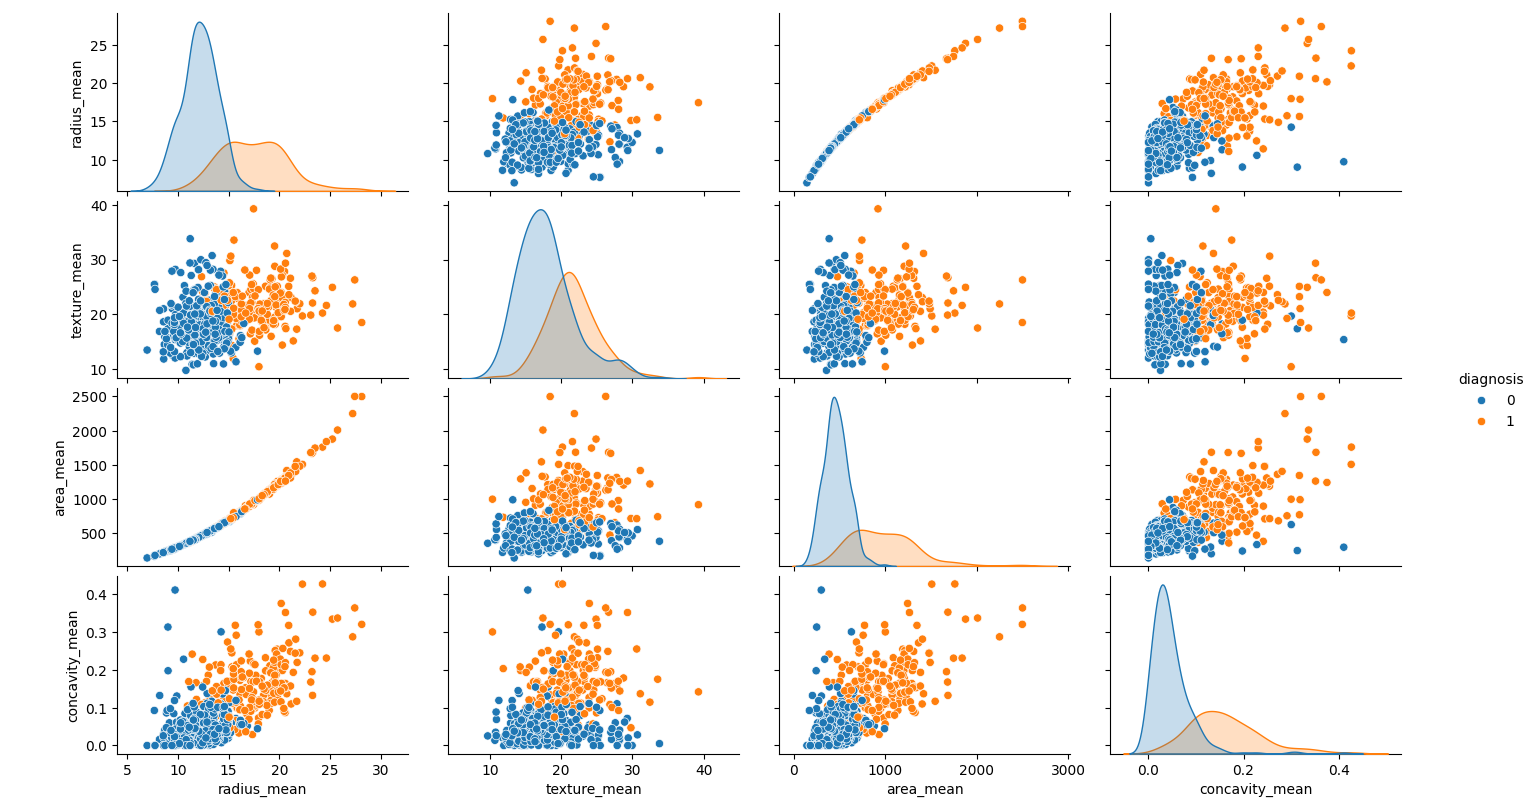 radius_mean
25
20
15
10
texture_mean
40
30
20
10
area_mean
2500
2000
1500
1000
500
concavity_mean
0.4
0.3
0.2
0.1
0.0
5 10 15 20 25 30
10 20 30 40
0 1000 2000 3000
0.0 0.2 0.4
radius_mean texture_mean area_mean concavity_mean
diagnosis
0
1